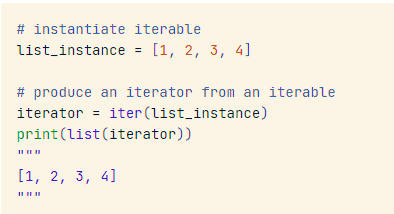 # instantiate iterable
list_instance = [1, 2, 3, 4]
# produce an iterator from an iterable
iterator = iter(list_instance)
print(list(iterator))
"""
[1, 2, 3, 4]
"""